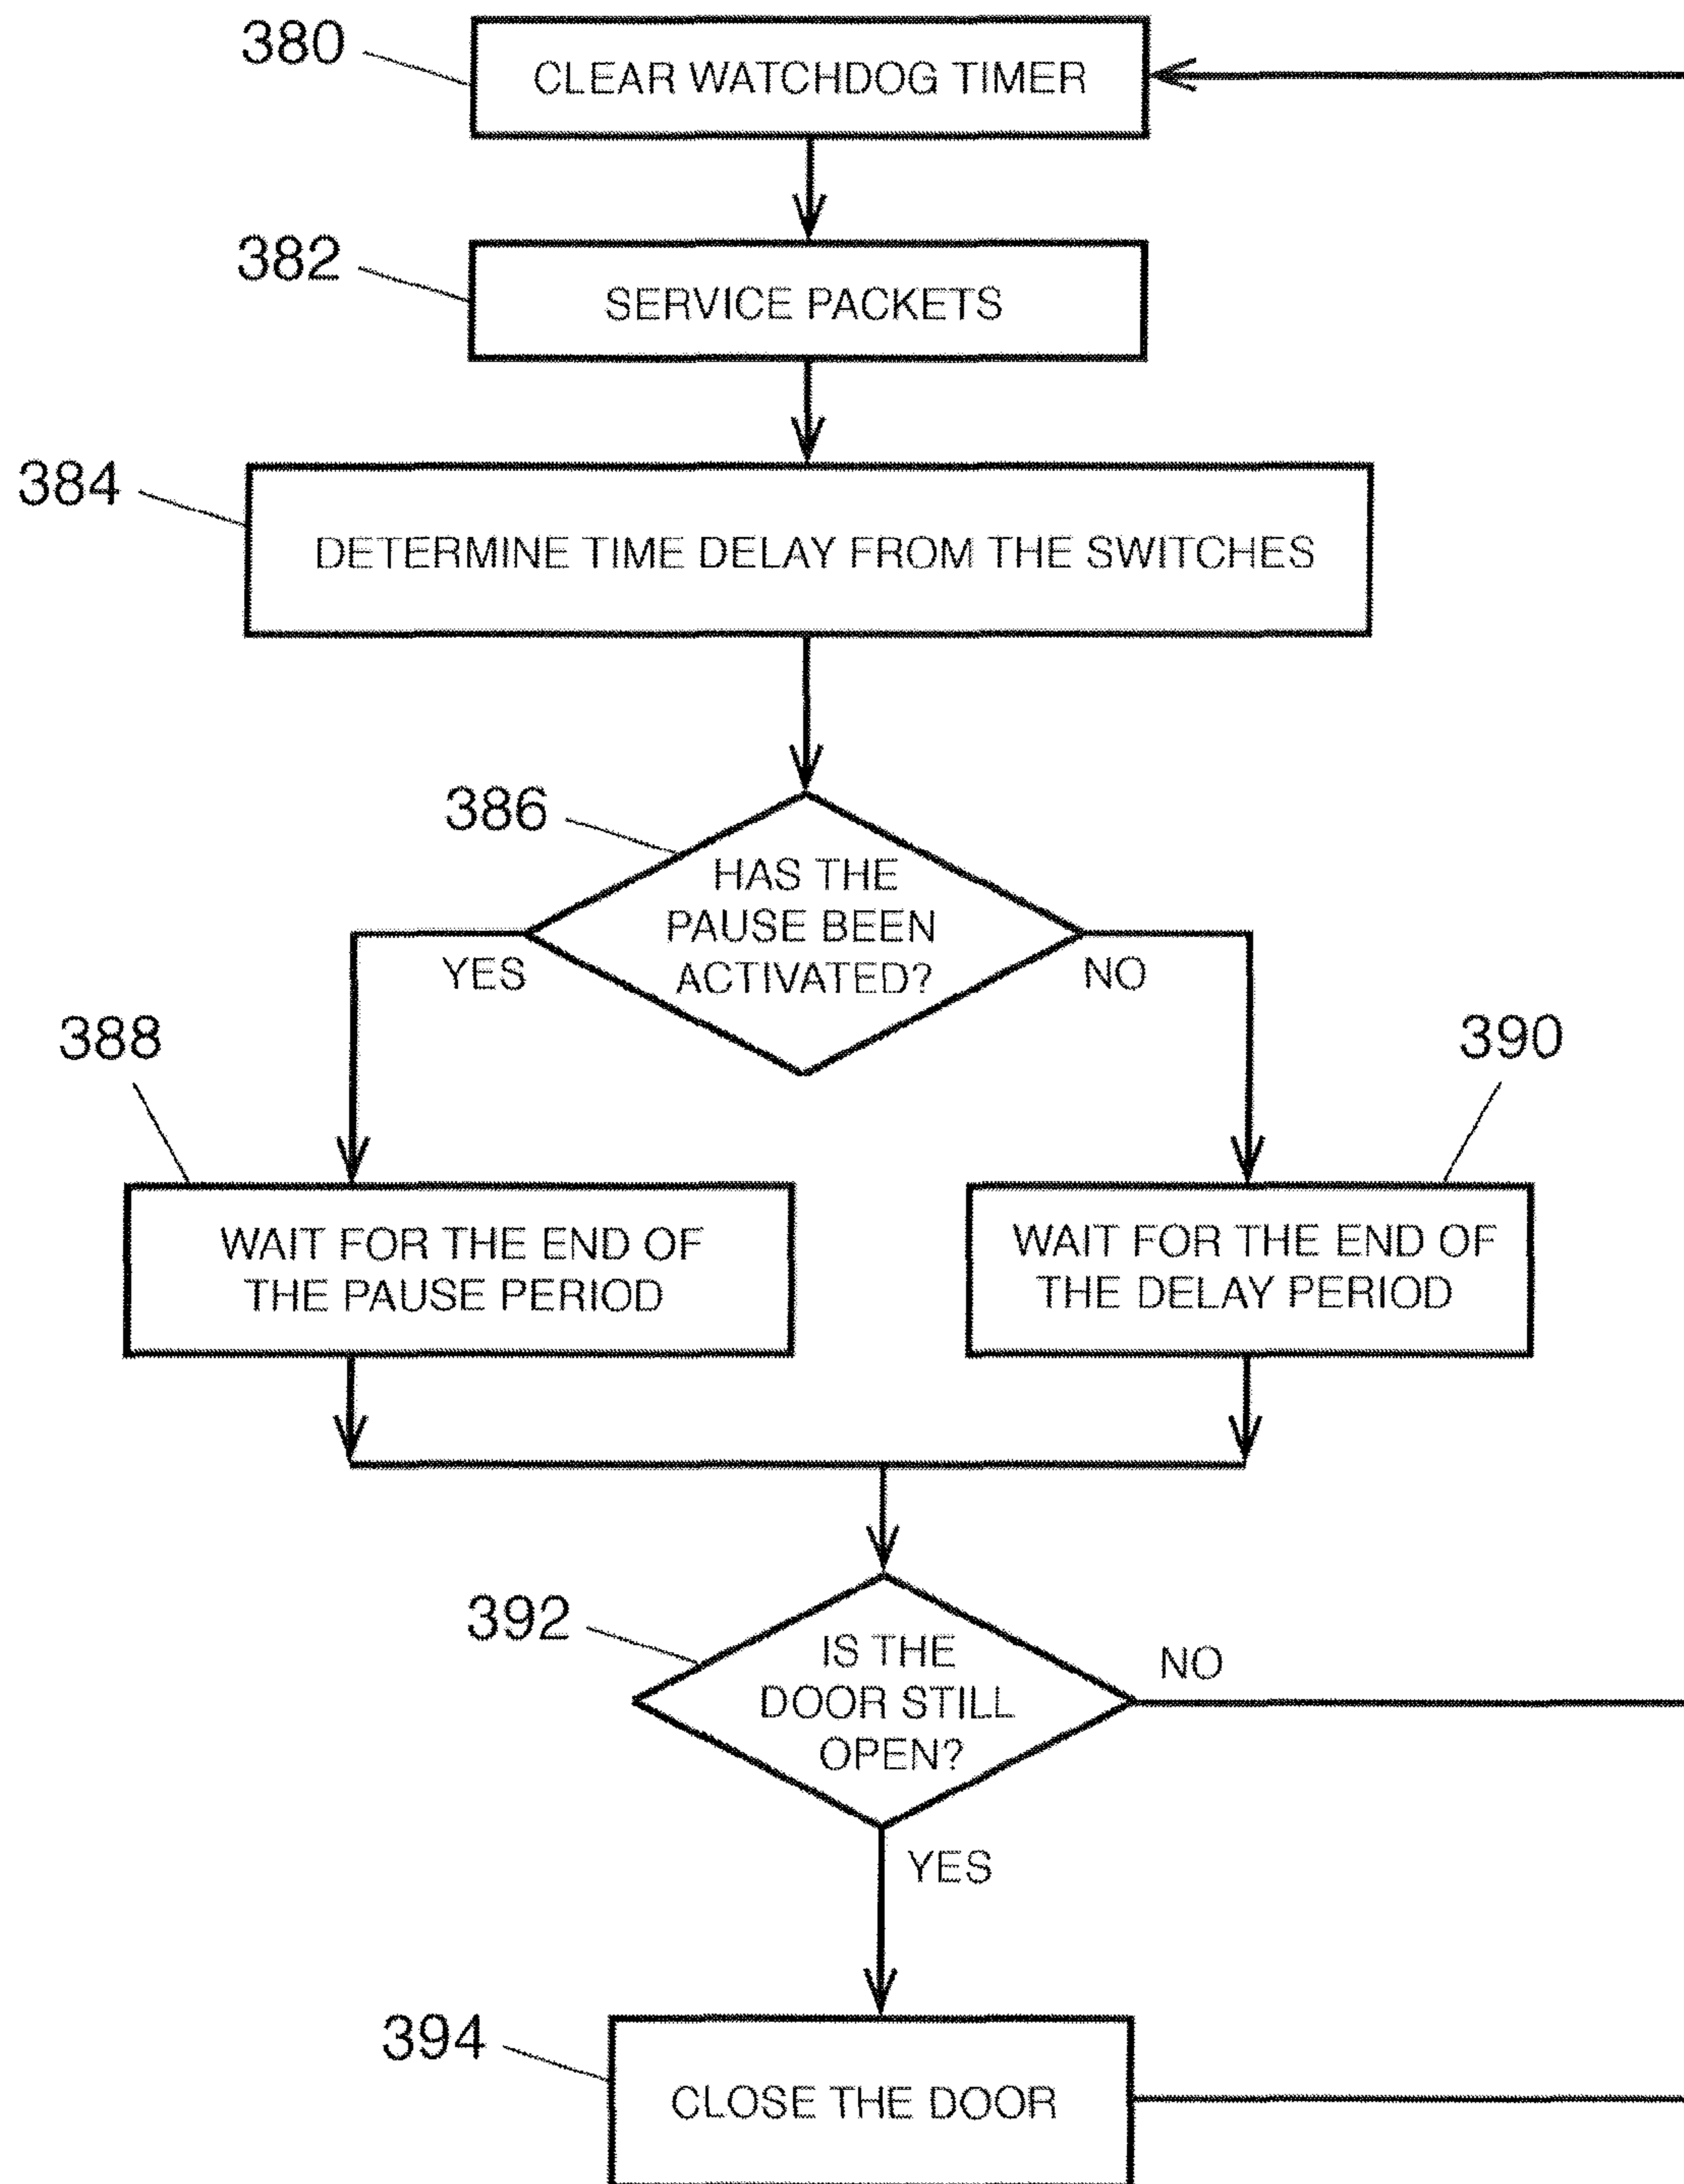 380
CLEAR WATCHDOG TIMER
382
SERVICE PACKETS
384
DETERMINE TIME DELAY FROM THE SWITCHES
386
HAS THE
PAUSE BEEN
ACTIVATED?
YES
NO
388
390
WAIT FOR THE END OF
THE PAUSE PERIOD
WAIT FOR THE END OF
THE DELAY PERIOD
392
IS THE
DOOR STILL
OPEN?
NO
YES
394
CLOSE THE DOOR